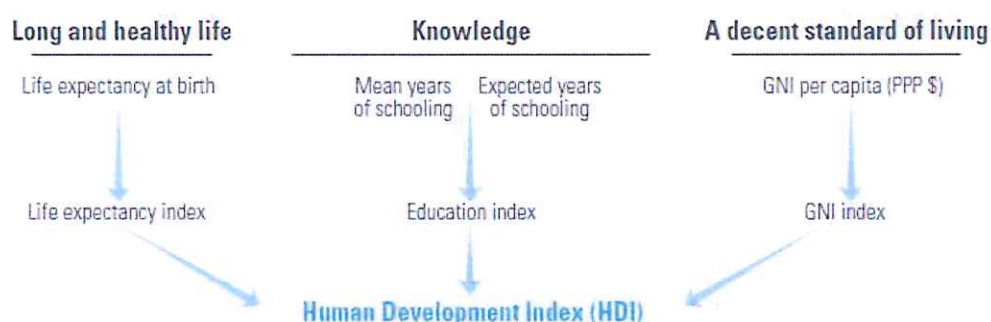 Long and healthy life
Knowledge
A decent standard of living
Life expectancy at birth
Mean years
of schooling
Expected years
of schooling
GNI per capita (PPP $)
Life expectancy index
Education index
GNI index
Human Development Index (HDI)